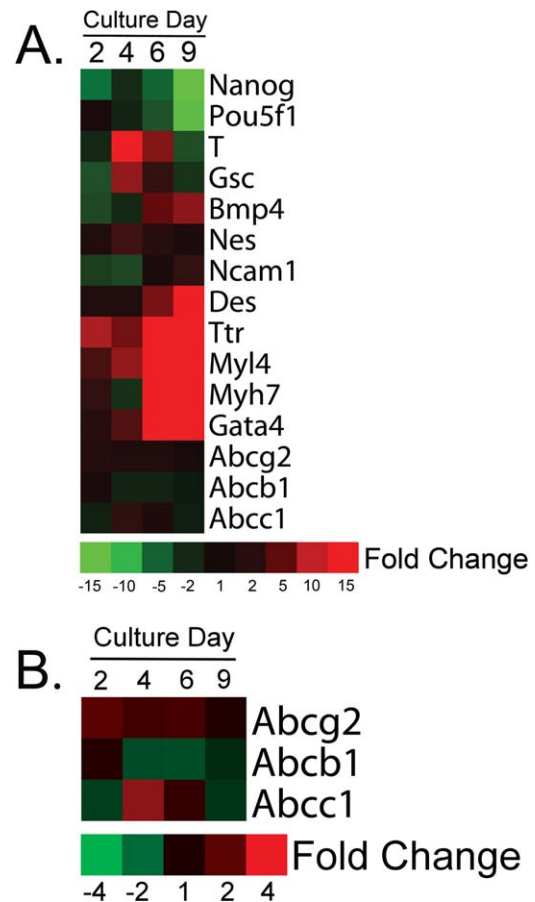 A.
Culture Day
2 4 6 9
Nanog
Pou5f1
T
Gsc
Bmp4
Nes
Ncam1
Des
Ttr
Myl4
Myh7
Gata4
Abcg2
Abcb1
Abcc1
Fold Change
-15 -10 -5 -2 1 2 5 10 15
B.
Culture Day
2 4 6 9
Abcg2
Abcb1
Abcc1
Fold Change
-4 -2 1 2 4